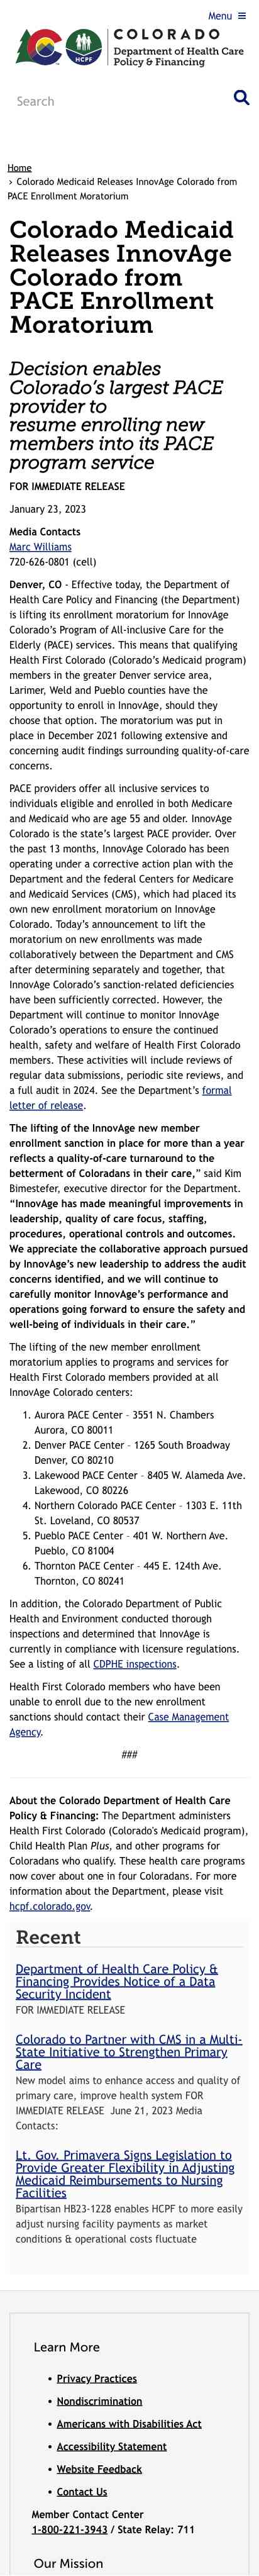 Menu ≡
COLORADO
Department of Health Care
Policy & Financing
HCPF
Search
Home
› Colorado Medicaid Releases InnovAge Colorado from
PACE Enrollment Moratorium
Colorado Medicaid
Releases InnovAge
Colorado from
PACE Enrollment
Moratorium
Decision enables
Colorado’s largest PACE
provider to
resume enrolling new
members into its PACE
program service
FOR IMMEDIATE RELEASE
January 23, 2023
Media Contacts
Marc Williams
720-626-0801 (cell)
Denver, CO - Effective today, the Department of
Health Care Policy and Financing (the Department)
is lifting its enrollment moratorium for InnovAge
Colorado’s Program of All-inclusive Care for the
Elderly (PACE) services. This means that qualifying
Health First Colorado (Colorado’s Medicaid program)
members in the greater Denver service area,
Larimer, Weld and Pueblo counties have the
opportunity to enroll in InnovAge, should they
choose that option. The moratorium was put in
place in December 2021 following extensive and
concerning audit findings surrounding quality-of-care
concerns.
PACE providers offer all inclusive services to
individuals eligible and enrolled in both Medicare
and Medicaid who are age 55 and older. InnovAge
Colorado is the state’s largest PACE provider. Over
the past 13 months, InnovAge Colorado has been
operating under a corrective action plan with the
Department and the federal Centers for Medicare
and Medicaid Services (CMS), which had placed its
own new enrollment moratorium on InnovAge
Colorado. Today’s announcement to lift the
moratorium on new enrollments was made
collaboratively between the Department and CMS
after determining separately and together, that
InnovAge Colorado’s sanction-related deficiencies
have been sufficiently corrected. However, the
Department will continue to monitor InnovAge
Colorado’s operations to ensure the continued
health, safety and welfare of Health First Colorado
members. These activities will include reviews of
regular data submissions, periodic site reviews, and
a full audit in 2024. See the Department’s formal
letter of release.
The lifting of the InnovAge new member
enrollment sanction in place for more than a year
reflects a quality-of-care turnaround to the
betterment of Coloradans in their care,” said Kim
Bimestefer, executive director for the Department.
“InnovAge has made meaningful improvements in
leadership, quality of care focus, staffing,
procedures, operational controls and outcomes.
We appreciate the collaborative approach pursued
by InnovAge’s new leadership to address the audit
concerns identified, and we will continue to
carefully monitor InnovAge’s performance and
operations going forward to ensure the safety and
well-being of individuals in their care.”
The lifting of the new member enrollment
moratorium applies to programs and services for
Health First Colorado members provided at all
InnovAge Colorado centers:
1. Aurora PACE Center – 3551 N. Chambers
Aurora, CO 80011
2. Denver PACE Center – 1265 South Broadway
Denver, CO 80210
3. Lakewood PACE Center – 8405 W. Alameda Ave.
Lakewood, CO 80226
4. Northern Colorado PACE Center – 1303 E. 11th
St. Loveland, CO 80537
5. Pueblo PACE Center – 401 W. Northern Ave.
Pueblo, CO 81004
6. Thornton PACE Center – 445 E. 124th Ave.
Thornton, CO 80241
In addition, the Colorado Department of Public
Health and Environment conducted thorough
inspections and determined that InnovAge is
currently in compliance with licensure regulations.
See a listing of all CDPHE inspections.
Health First Colorado members who have been
unable to enroll due to the new enrollment
sanctions should contact their Case Management
Agency.
###
About the Colorado Department of Health Care
Policy & Financing: The Department administers
Health First Colorado (Colorado's Medicaid program),
Child Health Plan Plus, and other programs for
Coloradans who qualify. These health care programs
now cover about one in four Coloradans. For more
information about the Department, please visit
hcpf.colorado.gov.
Recent
Department of Health Care Policy &
Financing Provides Notice of a Data
Security Incident
FOR IMMEDIATE RELEASE
Colorado to Partner with CMS in a Multi-
State Initiative to Strengthen Primary
Care
New model aims to enhance access and quality of
primary care, improve health system FOR
IMMEDIATE RELEASE June 21, 2023 Media
Contacts:
Lt. Gov. Primavera Signs Legislation to
Provide Greater Flexibility in Adjusting
Medicaid Reimbursements to Nursing
Facilities
Bipartisan HB23-1228 enables HCPF to more easily
adjust nursing facility payments as market
conditions & operational costs fluctuate
Learn More
• Privacy Practices
• Nondiscrimination
• Americans with Disabilities Act
• Accessibility Statement
• Website Feedback
• Contact Us
Member Contact Center
1-800-221-3943 / State Relay: 711
Our Mission